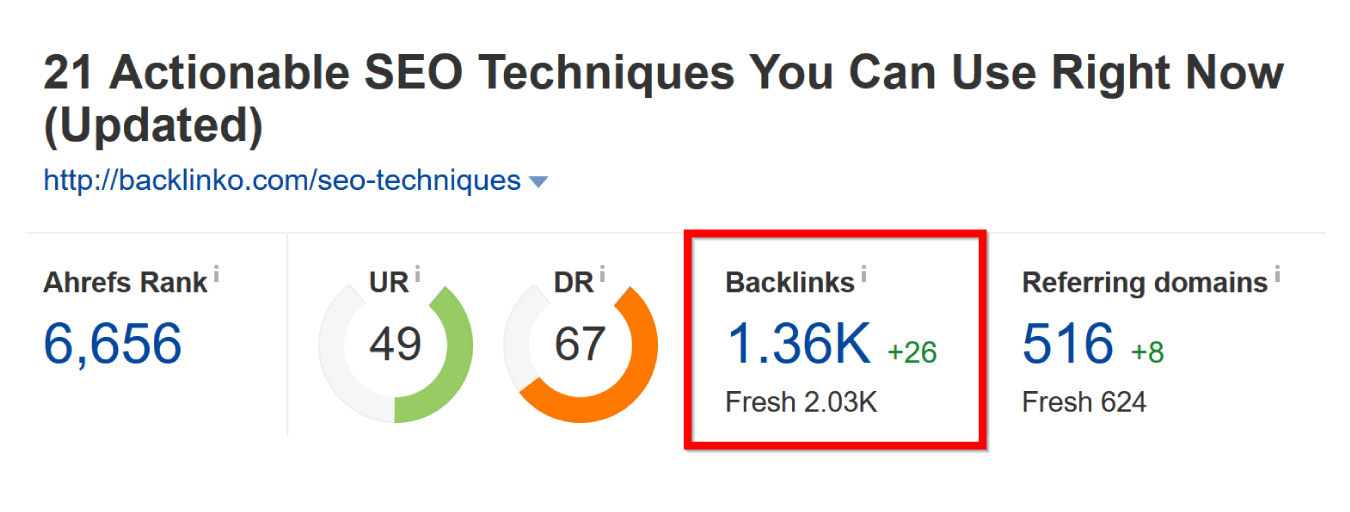 21 Actionable SEO Techniques You Can Use Right Now
(Updated)
http://backlinko.com/seo-techniques
Ahrefs Rank i
6,656
UR i
49
DR i
67
Backlinks i
1.36K +26
Fresh 2.03K
Referring domains i
516 +8
Fresh 624